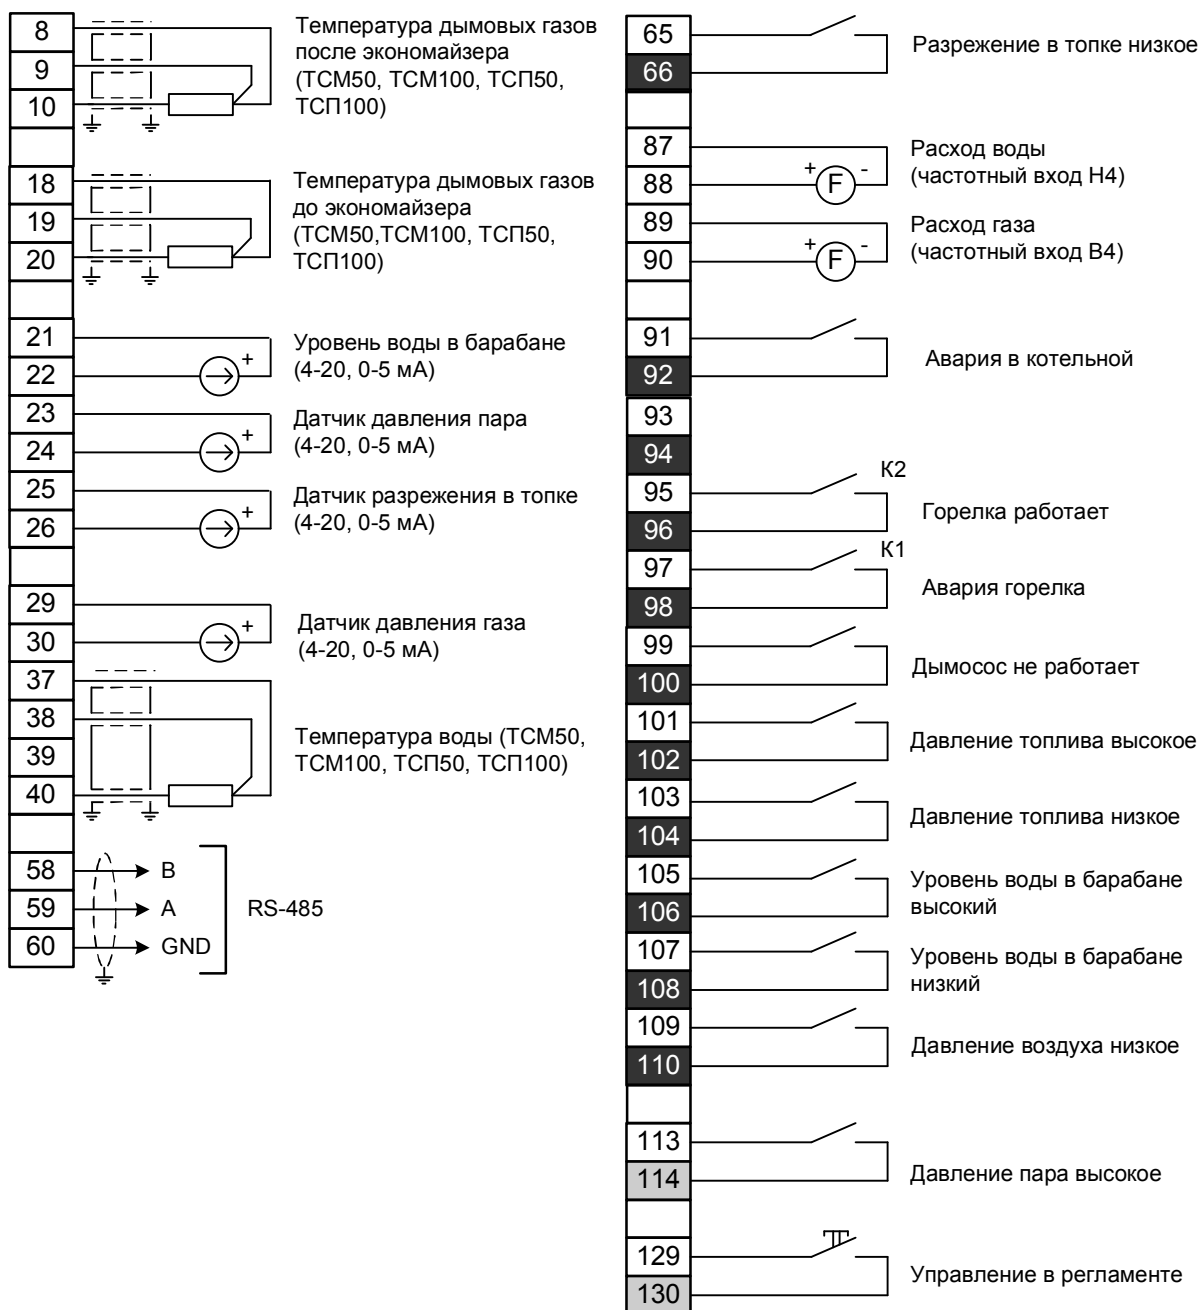 8
Температура дымовых газов
после экономайзера
9
(ТСМ50, ТСМ100, ТСП50,
10
ТСП100)
18
Температура дымовых газов
19
до экономайзера
(ТСМ50,ТСМ100, ТСП50,
20
ТСП100)
21
Уровень воды в барабане
22
+
(4-20, 0-5 мА)
23
Датчик давления пара
24
+
(4-20, 0-5 мА)
25
Датчик разрежения в топке
26
+
(4-20, 0-5 мА)
29
Датчик давления газа
30
+
(4-20, 0-5 мА)
37
38
Температура воды (ТСМ50,
39
ТСМ100, ТСП50, ТСП100)
40
58
B
59
A
RS-485
60
GND
65
Разрежение в топке низкое
66
87
Расход воды
88
+ F -
(частотный вход Н4)
89
Расход газа
90
+ F -
(частотный вход В4)
91
Авария в котельной
92
93
94
95
К2
Горелка работает
96
97
К1
Авария горелка
98
99
Дымосос не работает
100
101
Давление топлива высокое
102
103
Давление топлива низкое
104
105
Уровень воды в барабане
высокий
106
107
Уровень воды в барабане
низкий
108
109
Давление воздуха низкое
110
113
Давление пара высокое
114
129
Управление в регламенте
130